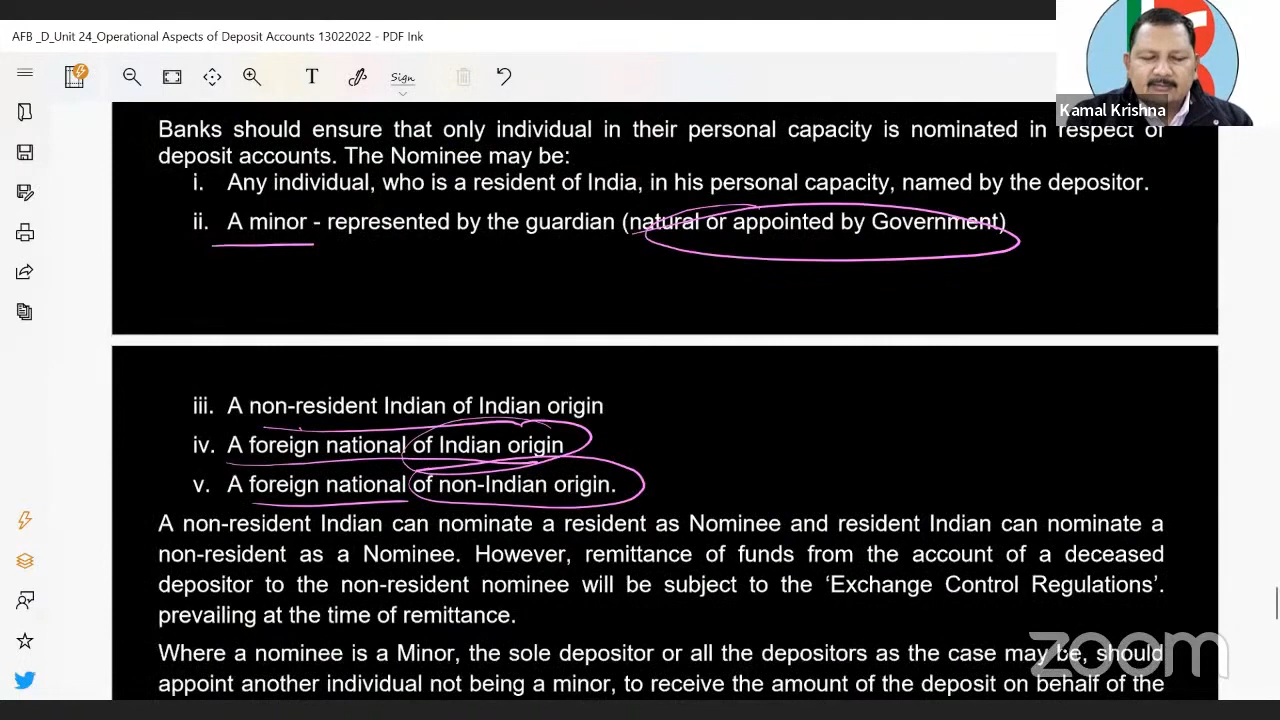 AFB _D_Unit 24_Operational Aspects of Deposit Accounts 13022022 - PDF Ink
T
Sign
Kamal Krishna
Banks should ensure that only individual in their personal capacity is nominated in respect of
deposit accounts. The Nominee may be:
i. Any individual, who is a resident of India, in his personal capacity, named by the depositor.
ii. A minor - represented by the guardian (natural or appointed by Government)
iii. A non-resident Indian of Indian origin
iv. A foreign national of Indian origin
v. A foreign national of non-Indian origin.
A non-resident Indian can nominate a resident as Nominee and resident Indian can nominate a
non-resident as a Nominee. However, remittance of funds from the account of a deceased
depositor to the non-resident nominee will be subject to the ‘Exchange Control Regulations’.
prevailing at the time of remittance.
Where a nominee is a Minor, the sole depositor or all the depositors as the case may be, should
appoint another individual not being a minor, to receive the amount of the deposit on behalf of the
zoom